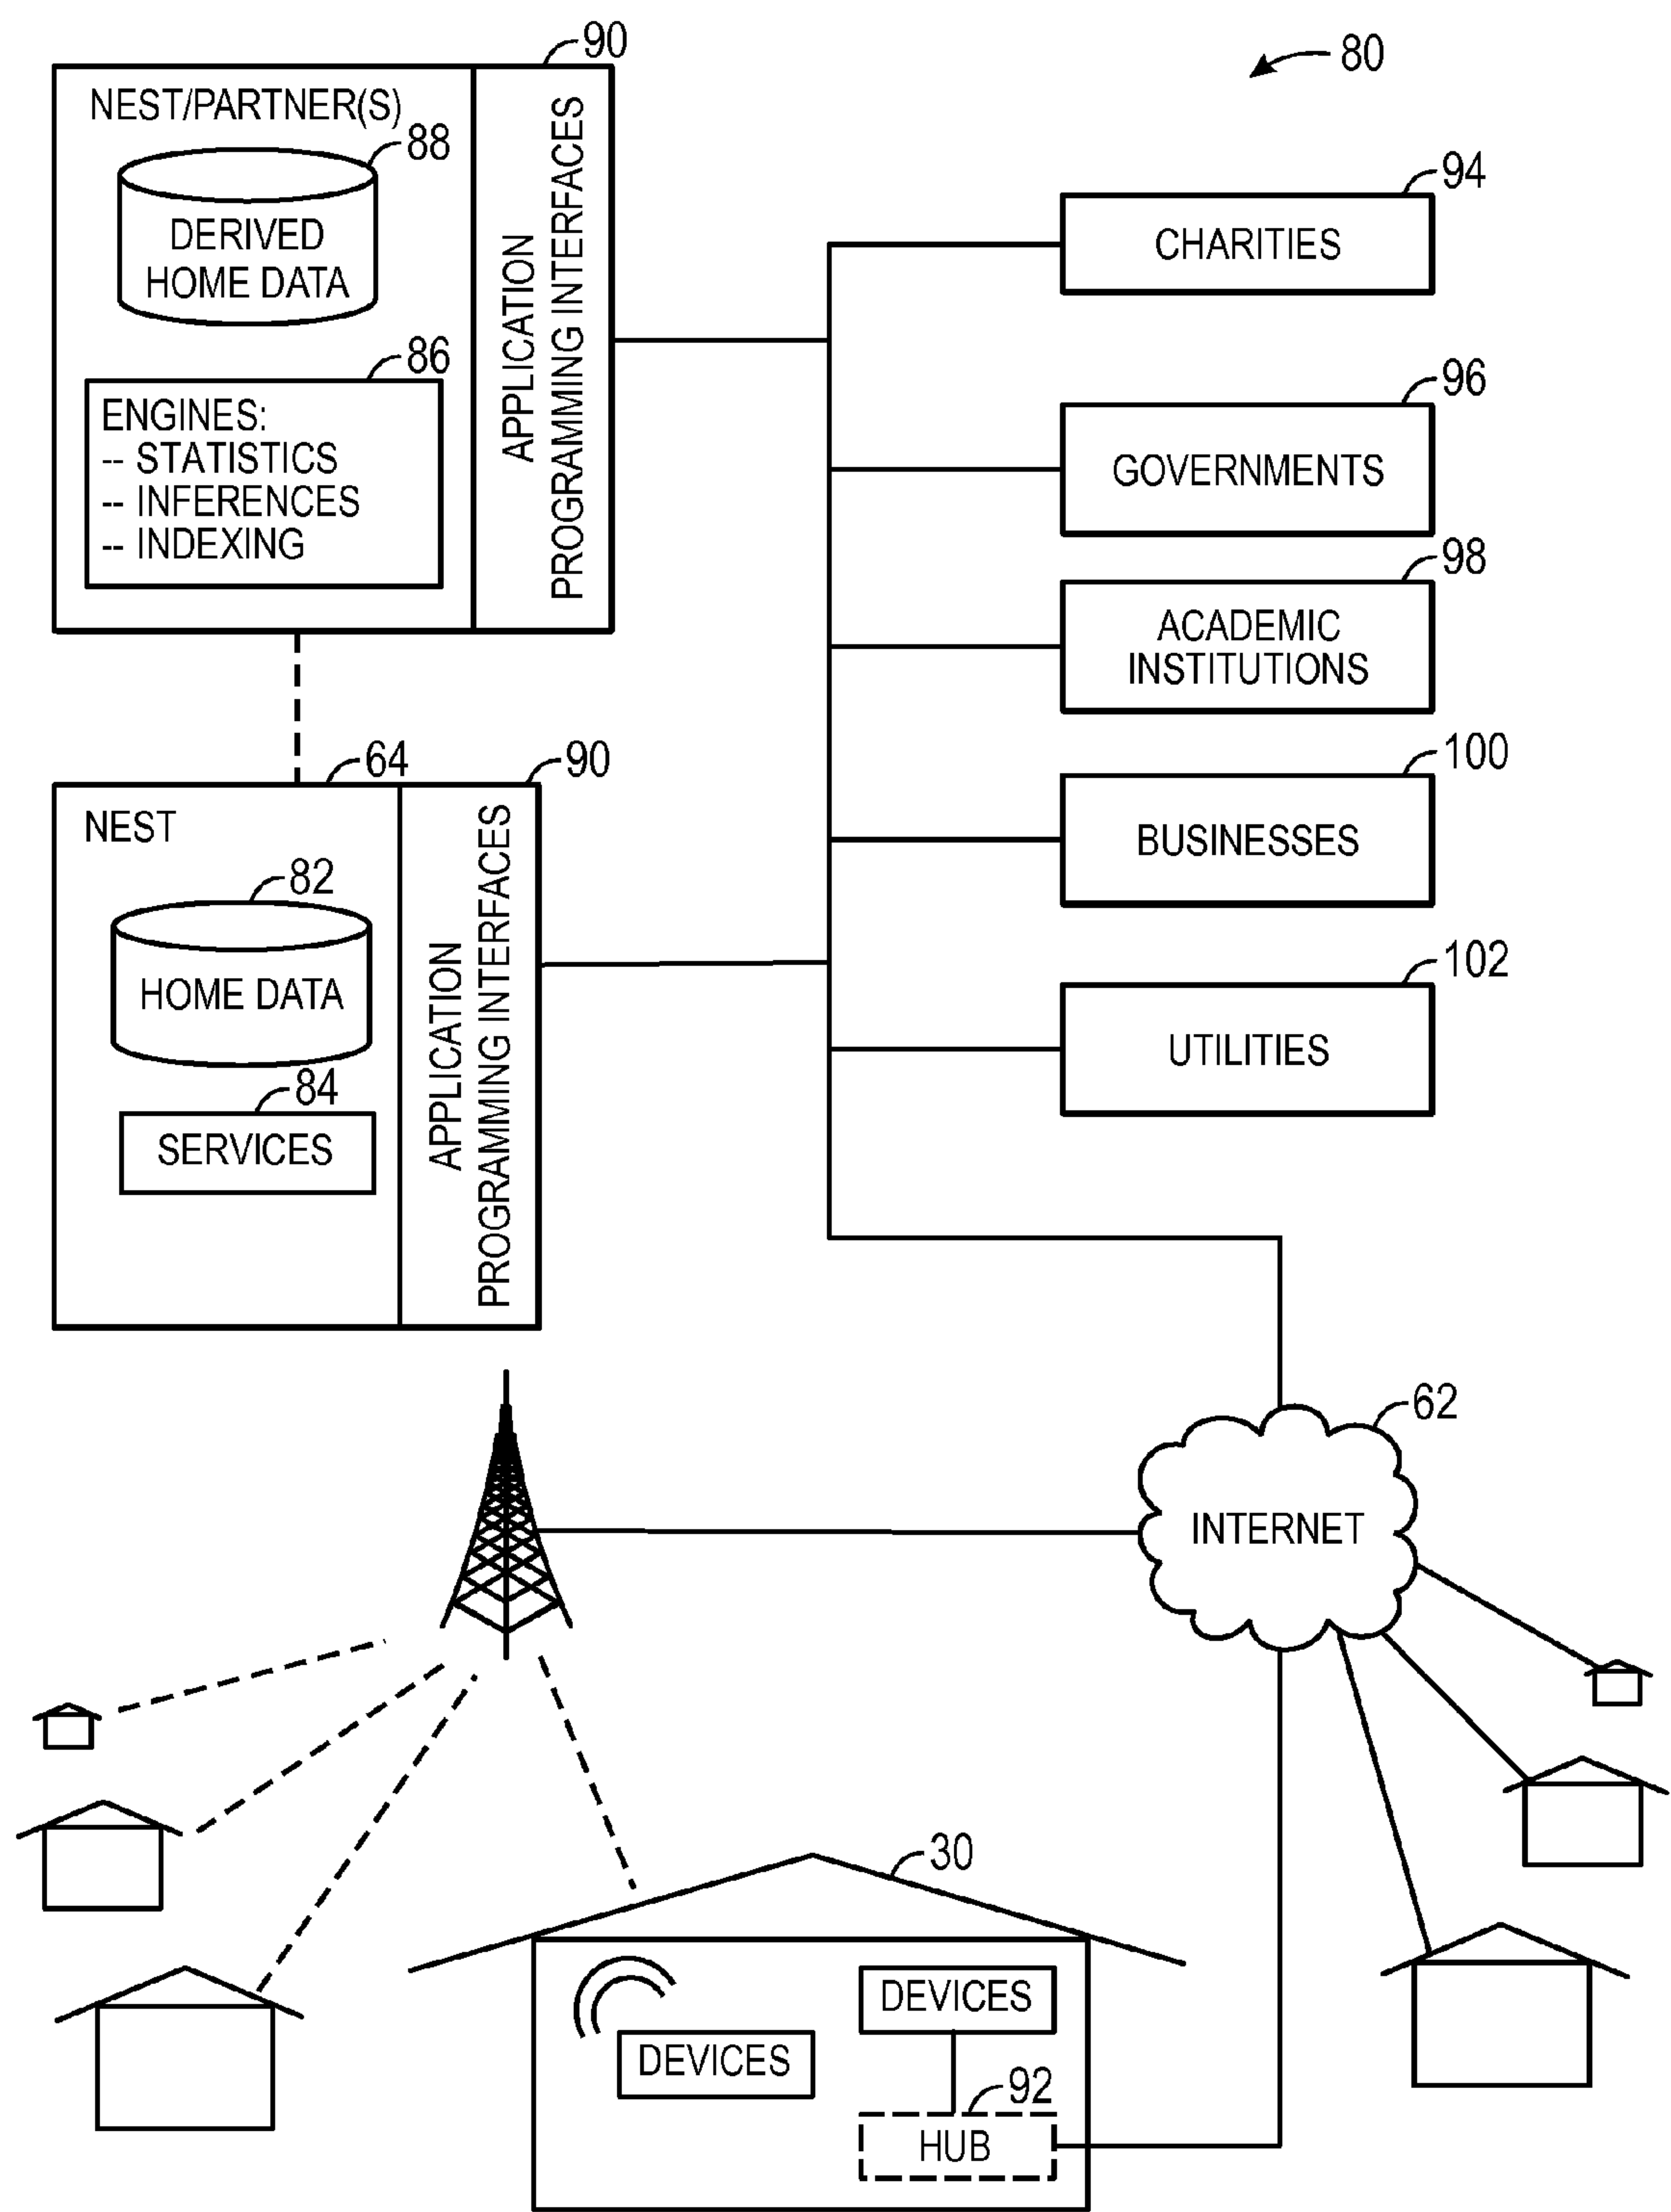 90
80
NEST/PARTNER(S)
88
DERIVED
HOME DATA
86
ENGINES:
-- STATISTICS
-- INFERENCES
-- INDEXING
APPLICATION
PROGRAMMING INTERFACES
94
CHARITIES
96
GOVERNMENTS
98
ACADEMIC
INSTITUTIONS
100
BUSINESSES
102
UTILITIES
64
90
NEST
82
HOME DATA
84
SERVICES
APPLICATION
PROGRAMMING INTERFACES
62
INTERNET
30
DEVICES
DEVICES
92
HUB